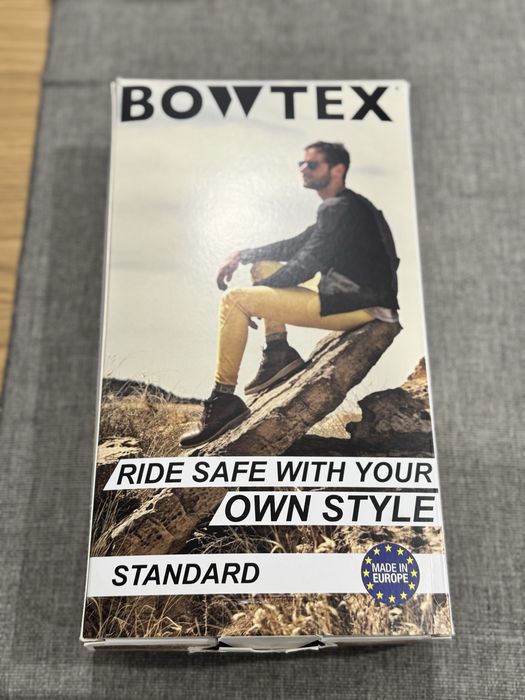 BOWTEX
RIDE SAFE WITH YOUR
OWN STYLE
STANDARD
MADE IN
EUROPE